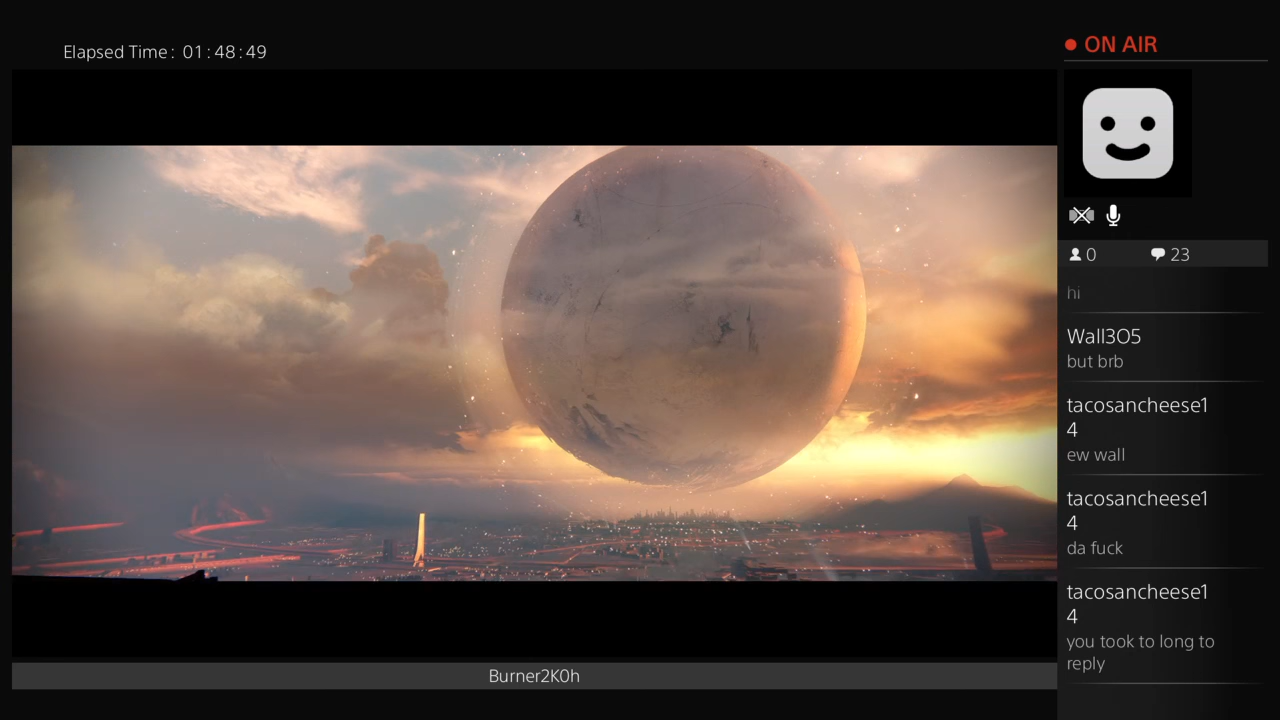 Elapsed Time: 01:48:49
ON AIR
0
23
hi
Wall3O5
but brb
tacosancheese1
4
ew wall
tacosancheese1
4
da fuck
tacosancheese1
4
you took to long to
reply
Burner2K0h